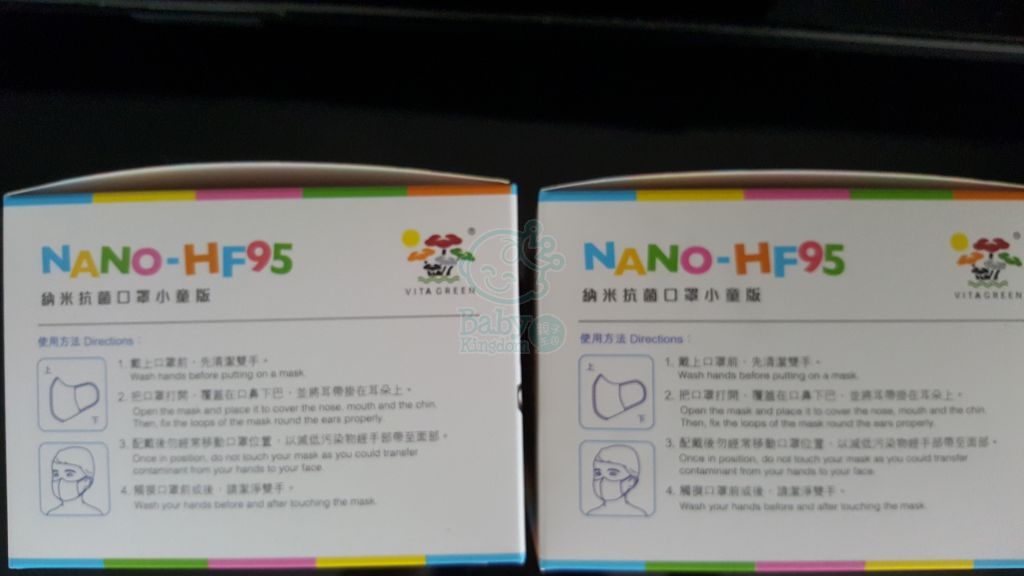 NANO-HF95
納米抗菌口罩小童版
®
VITAGREEN
使用方法 Directions :
上
下
1. 戴上口罩前，先清潔雙手。
Wash hands before putting on a mask.
2. 把口罩打開，覆蓋在口鼻下巴，並將耳帶掛在耳朵上。
Open the mask and place it to cover the nose, mouth and the chin.
Then, fix the loops of the mask round the ears properly.
3. 配戴後勿經常移動口罩位置，以減低污染物經手部帶至面部。
Once in position, do not touch your mask as you could transfer
contaminant from your hands to your face.
4. 觸摸口罩前或後，請潔淨雙手。
Wash your hands before and after touching the mask.
Baby
Kingdom
親子王國
NANO-HF95
納米抗菌口罩小童版
®
VITAGREEN
使用方法 Directions :
上
下
1. 戴上口罩前，先清潔雙手。
Wash hands before putting on a mask.
2. 把口罩打開，覆蓋在口鼻下巴，並將耳帶掛在耳朵上。
Open the mask and place it to cover the nose, mouth and the chin.
Then, fix the loops of the mask round the ears properly.
3. 配戴後勿經常移動口罩位置，以減低污染物經手部帶至面部。
Once in position, do not touch your mask as you could transfer
contaminant from your hands to your face.
4. 觸摸口罩前或後，請潔淨雙手、
Wash your hands before and after touching the mask.